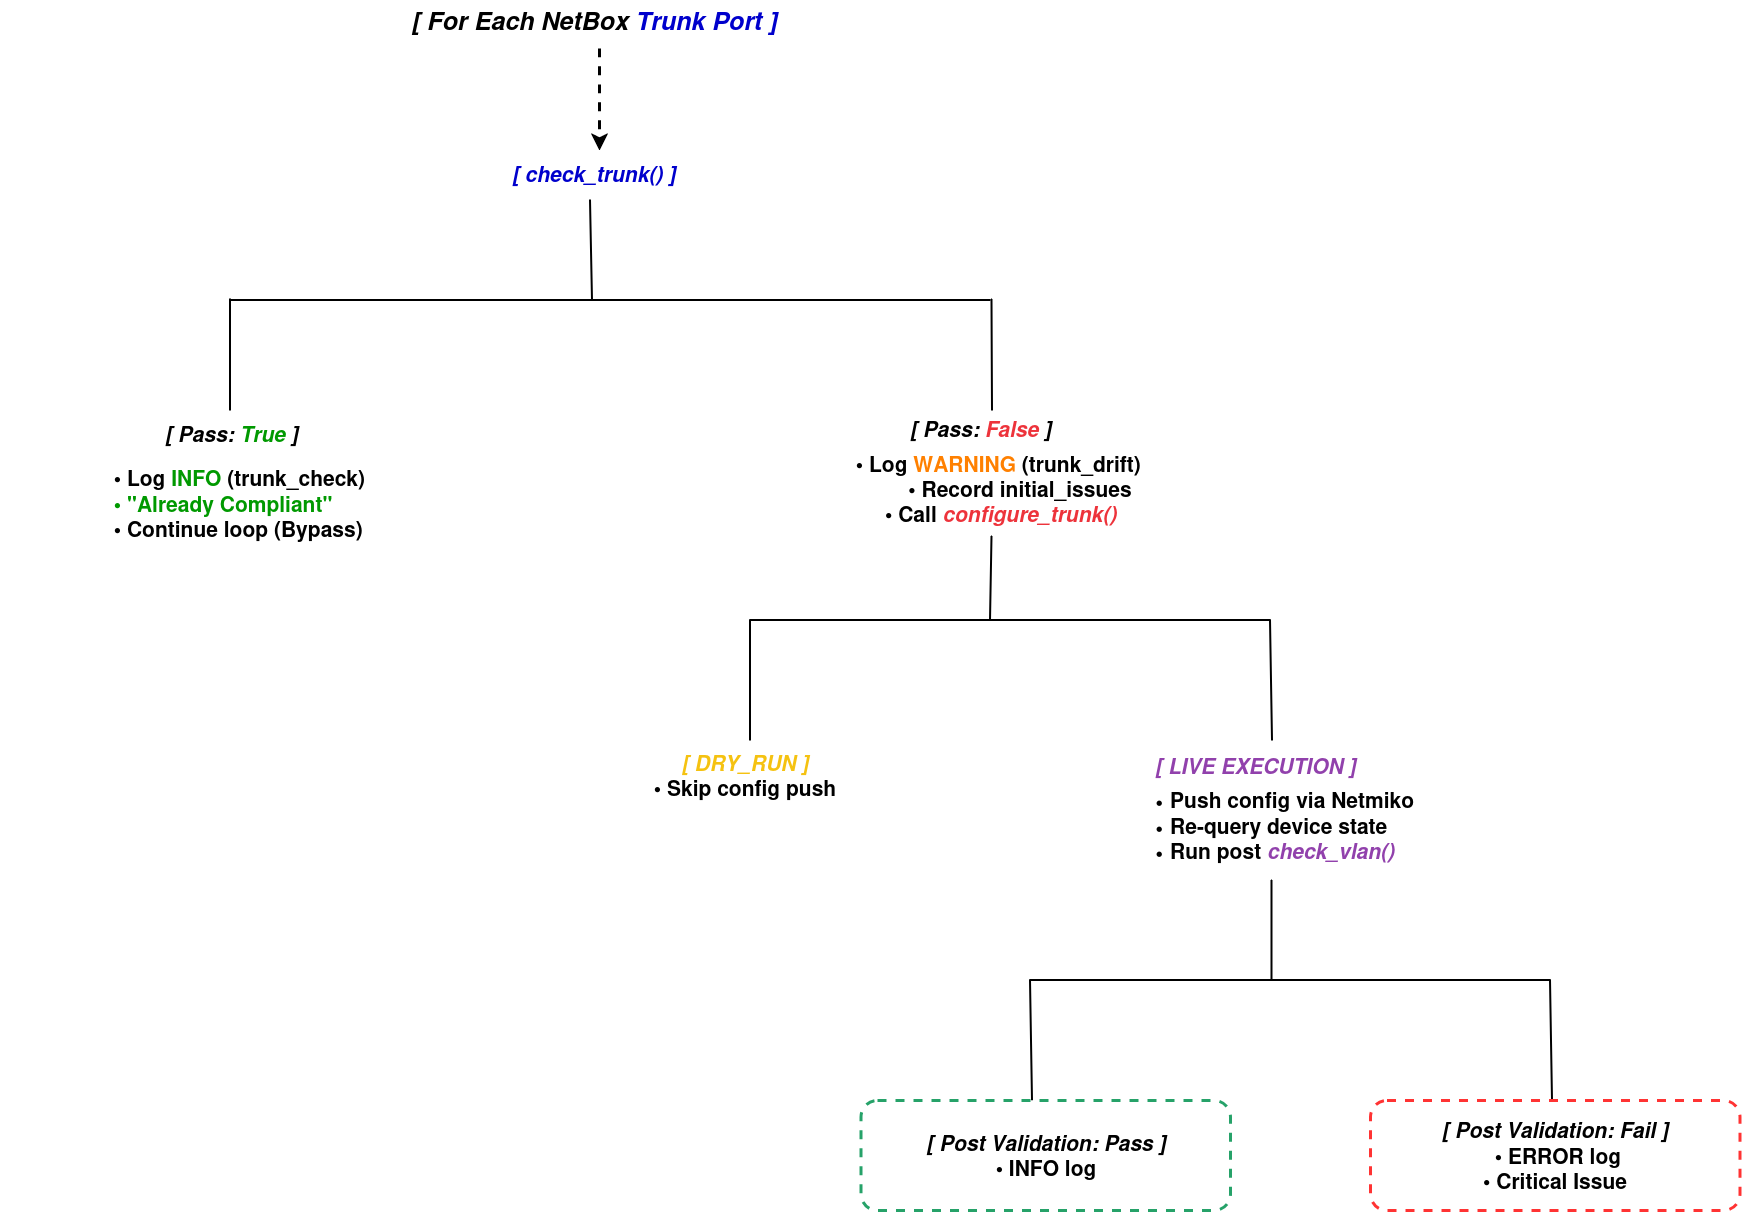 [ For Each NetBox Trunk Port ]
[ check_trunk() ]
[ Pass: True ]
• Log INFO (trunk_check)
• "Already Compliant"
• Continue loop (Bypass)
[ Pass: False ]
• Log WARNING (trunk_drift)
• Record initial_issues
• Call configure_trunk()
[ DRY_RUN ]
• Skip config push
[ LIVE EXECUTION ]
• Push config via Netmiko
• Re-query device state
• Run post check_vlan()
[ Post Validation: Pass ]
• INFO log
[ Post Validation: Fail ]
• ERROR log
• Critical Issue